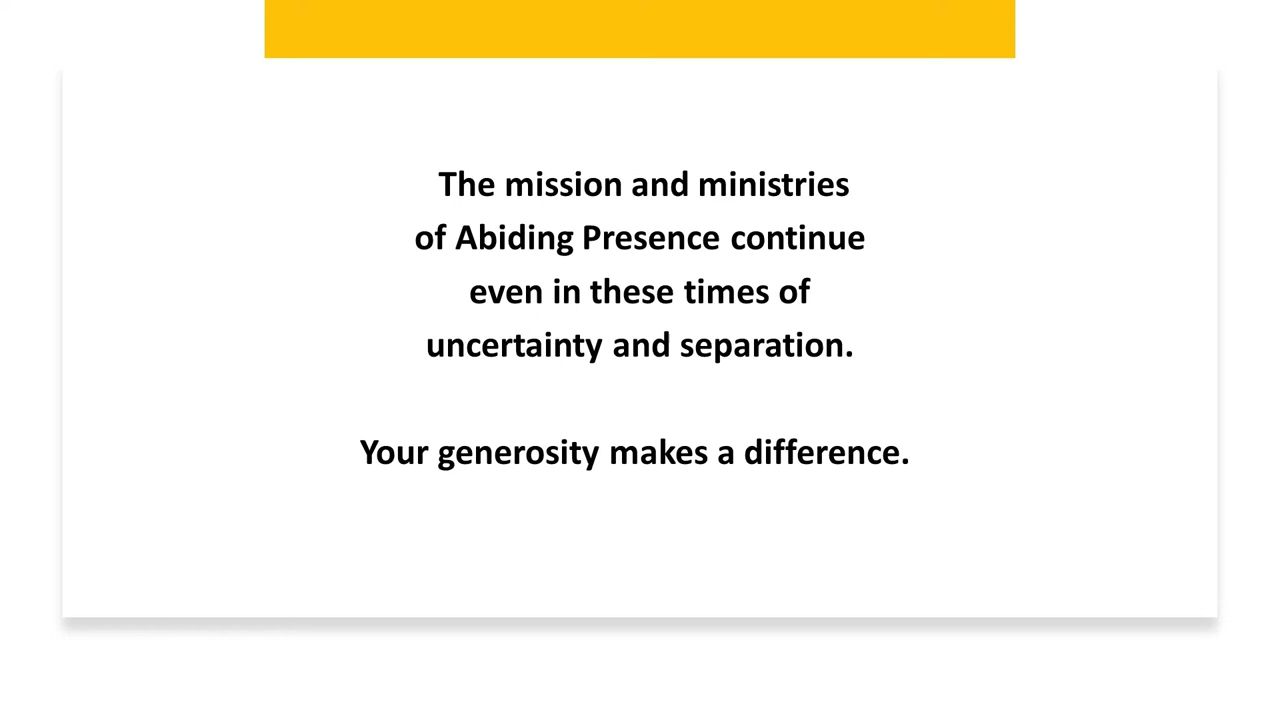 The mission and ministries
of Abiding Presence continue
even in these times of
uncertainty and separation.
Your generosity makes a difference.